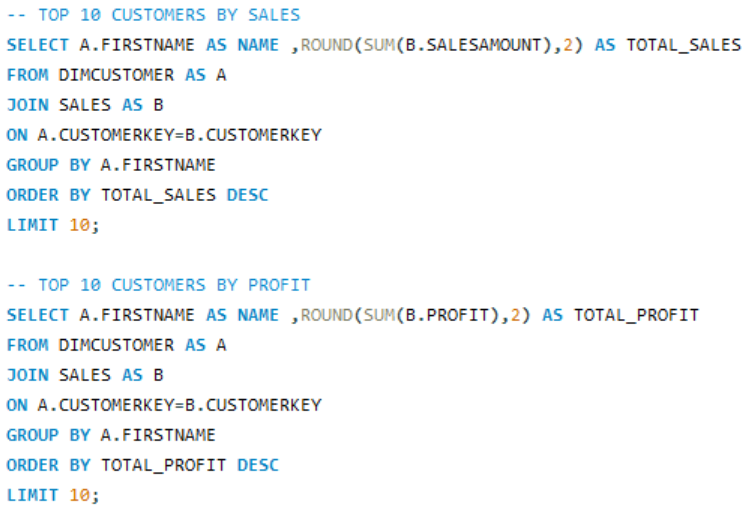 -- TOP 10 CUSTOMERS BY SALES
SELECT A.FIRSTNAME AS NAME ,ROUND(SUM(B.SALESAMOUNT),2) AS TOTAL_SALES
FROM DIMCUSTOMER AS A
JOIN SALES AS B
ON A.CUSTOMERKEY=B.CUSTOMERKEY
GROUP BY A.FIRSTNAME
ORDER BY TOTAL_SALES DESC
LIMIT 10;
-- TOP 10 CUSTOMERS BY PROFIT
SELECT A.FIRSTNAME AS NAME ,ROUND(SUM(B.PROFIT),2) AS TOTAL_PROFIT
FROM DIMCUSTOMER AS A
JOIN SALES AS B
ON A.CUSTOMERKEY=B.CUSTOMERKEY
GROUP BY A.FIRSTNAME
ORDER BY TOTAL_PROFIT DESC
LIMIT 10;